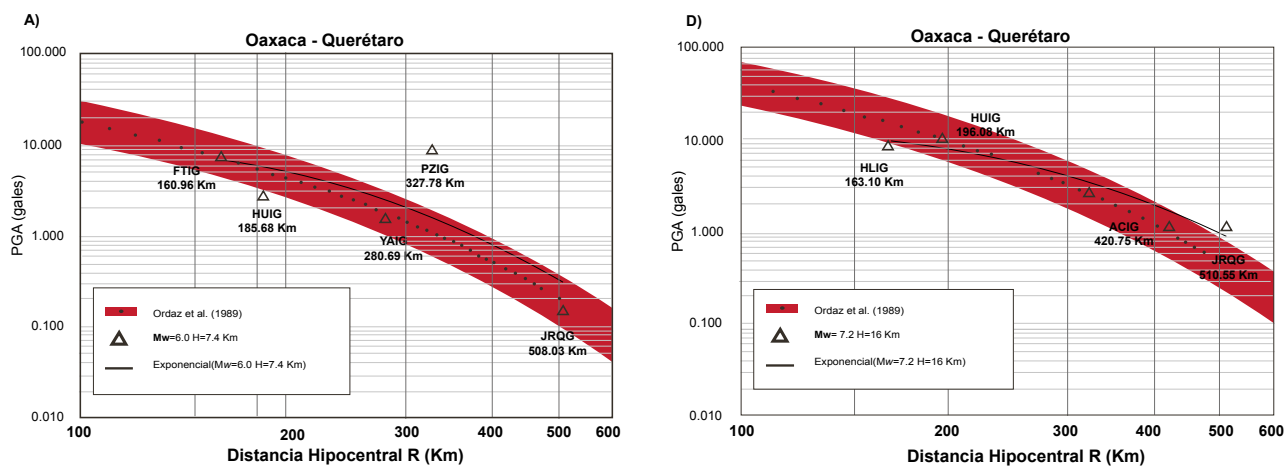 A)
Oaxaca - Querétaro
PGA (gales)
100.000
10.000
1.000
0.100
0.010
FTIG
160.96 Km
HUIG
185.68 Km
PZIG
327.78 Km
YAIG
280.69 Km
JRQG
508.03 Km
Ordaz et al. (1989)
Mw=6.0 H=7.4 Km
Exponencial(Mw=6.0 H=7.4 Km)
100
200
300
400
500
600
Distancia Hipocentral R (Km)
D)
Oaxaca - Querétaro
PGA (gales)
100.000
10.000
1.000
0.100
0.010
HUIG
196.08 Km
HLIG
163.10 Km
ACIG
420.75 Km
JRQG
510.55 Km
Ordaz et al. (1989)
Mw= 7.2 H=16 Km
Exponencial(Mw=7.2 H=16 Km)
100
200
300
400
500
600
Distancia Hipocentral R (Km)